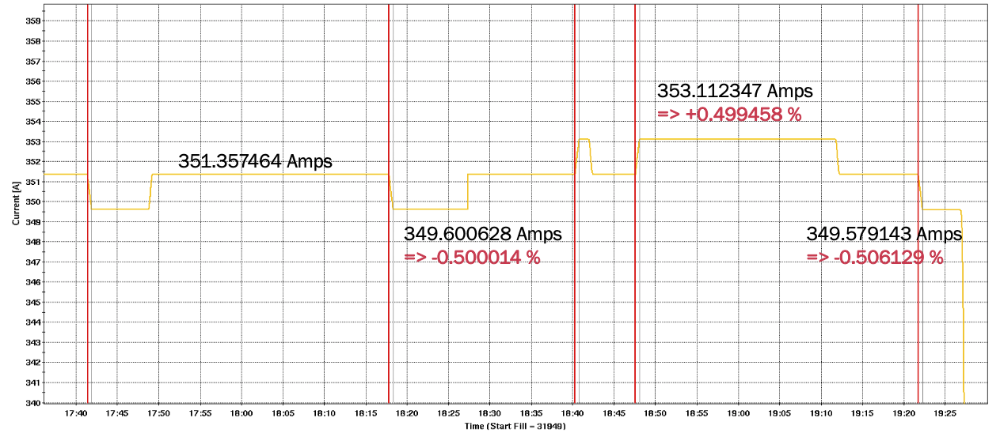 359
358
357
356
355
354
353
352
351
350
349
348
347
346
345
344
343
342
341
340
Current [A]
353.112347 Amps
=> +0.499458 %
351.357464 Amps
349.600628 Amps
=> -0.500014 %
349.579143 Amps
=> -0.506129 %
17:40 17:45 17:50 17:55 18:00 18:05 18:10 18:15 18:20 18:25 18:30 18:35 18:40 18:45 18:50 18:55 19:00 19:05 19:10 19:15 19:20 19:25
Time (Start Fill = 31949)